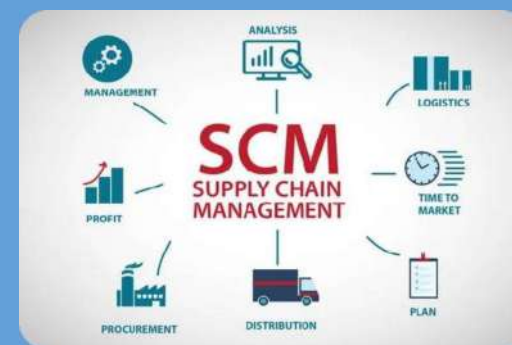 ANALYSIS
MANAGEMENT
LOGISTICS
SCM
SUPPLY CHAIN
MANAGEMENT
PROFIT
TIME TO
MARKET
PROCUREMENT
DISTRIBUTION
PLAN